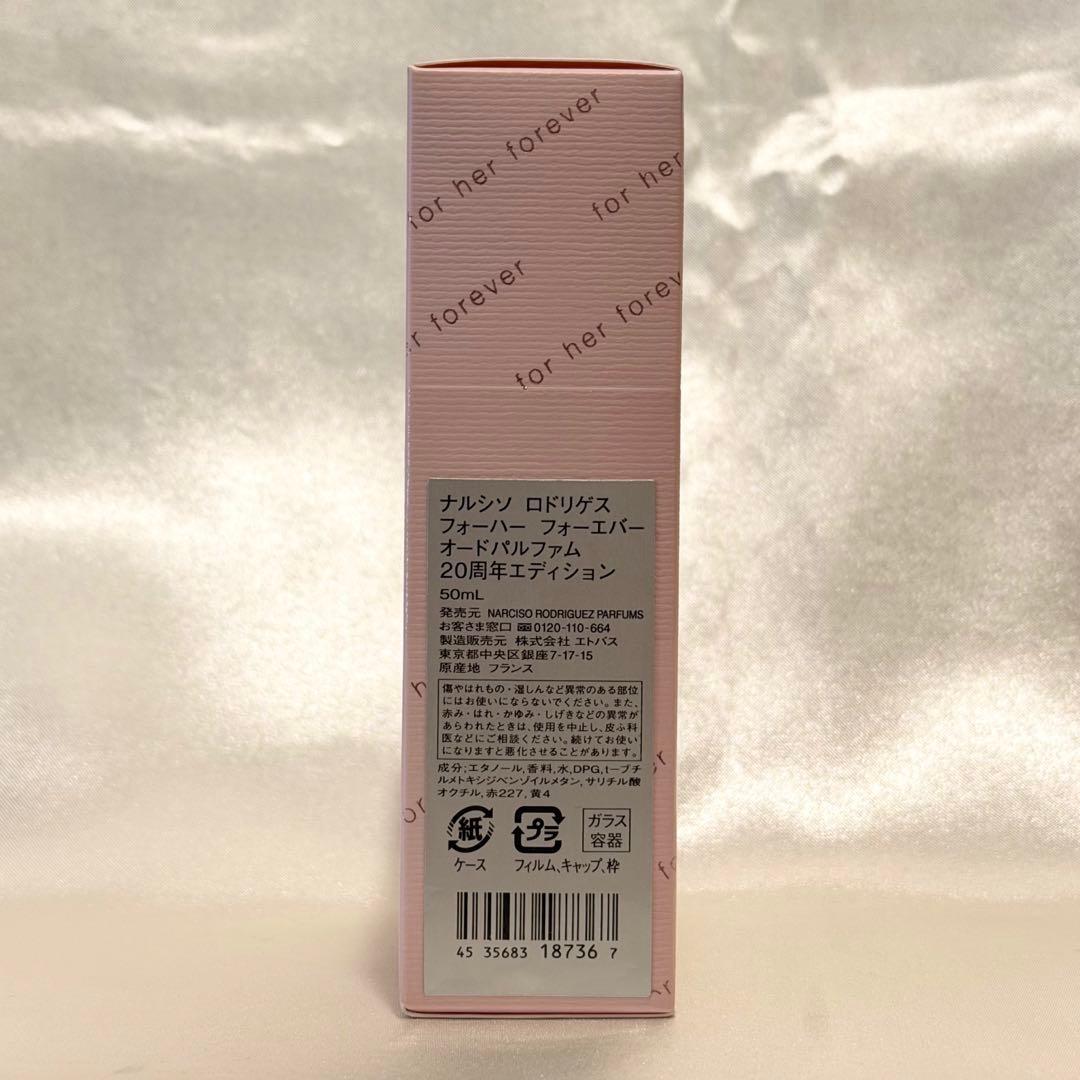 for her forever
for her
r forever
for her forev
ナルシソ ロドリゲス
フォーハー フォーエバー
オードパルファム
20周年エディション
50mL
発売元 NARCISO RODRIGUEZ PARFUMS
お客さま窓口 0120-110-664
製造販売元 株式会社 エトバス
東京都中央区銀座7-17-15
原産地 フランス
傷やはれもの・湿しんなど異常のある部位
にはお使いにならないでください。また、
赤み・はれ・かゆみ・しげきなどの異常が
あらわれたときは、使用を中止し、皮ふ科
医などにご相談ください。続けてお使い
になりますと悪化させることがあります。
成分;エタノール,香料,水,DPG,t-ブチ
ルメトキシジベンゾイルメタン,サリチル酸
オクチル,赤227,黄4
紙
プラ
ガラス
容器
ケース
フィルム、キャップ、枠
45 35683 18736 7